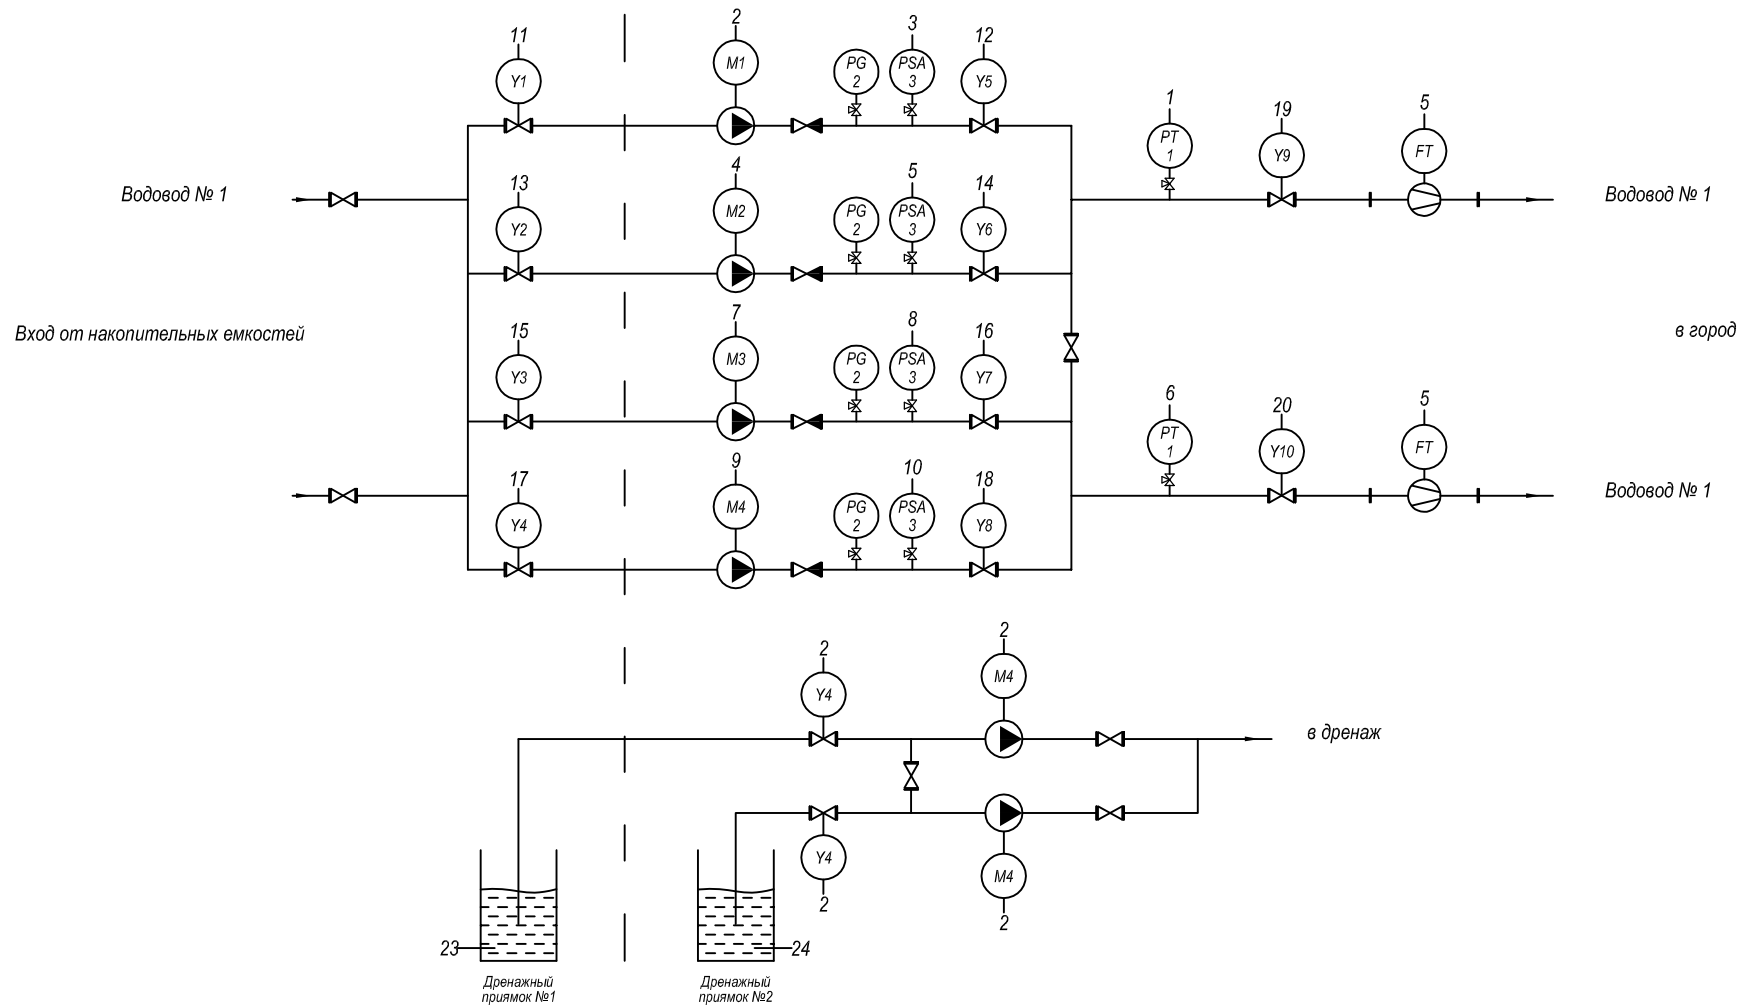 2
11
3
12
M1
PG
2
PSA
3
Y1
Y5
1
19
5
PT
1
Y9
FT
4
13
5
14
Водовод № 1
Водовод № 1
M2
PG
2
PSA
3
Y2
Y6
7
15
8
16
Вход от накопительных емкостей
в город
M3
PG
2
PSA
3
Y3
Y7
6
20
5
PT
1
Y10
FT
9
17
10
18
Водовод № 1
M4
PG
2
PSA
3
Y4
Y8
2
2
Y4
M4
в дренаж
Y4
M4
2
2
23
24
Дренажный
приямок №1
Дренажный
приямок №2